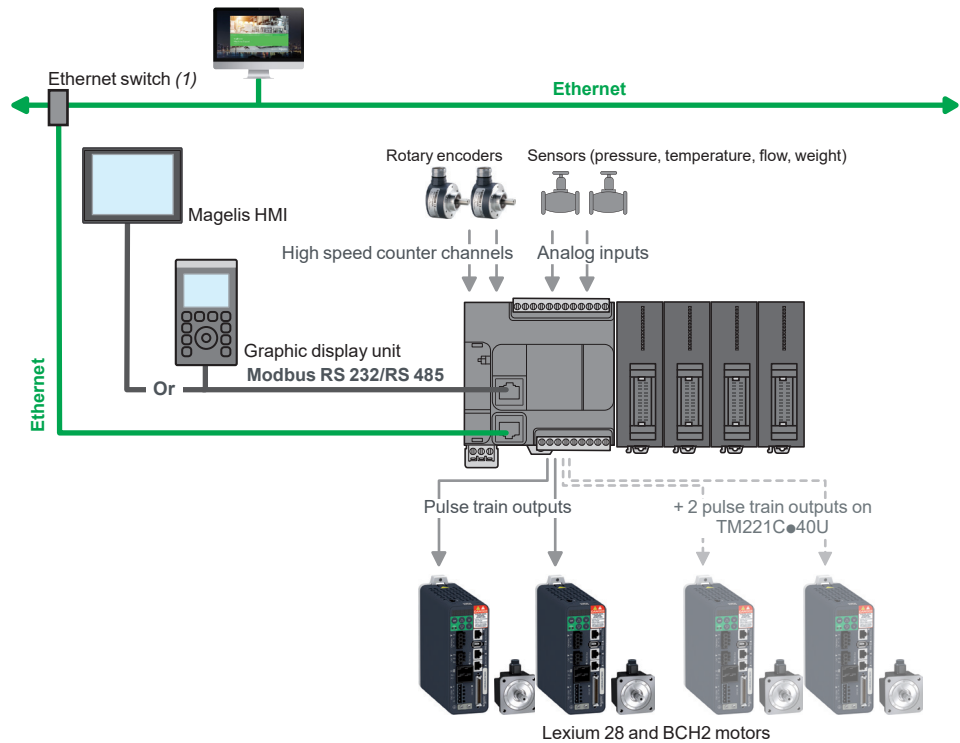 Ethernet switch (1)
Ethernet
Rotary encoders
Sensors (pressure, temperature, flow, weight)
Magelis HMI
High speed counter channels
Analog inputs
Graphic display unit
Modbus RS 232/RS 485
Or
Ethernet
Pulse train outputs
+ 2 pulse train outputs on
TM221C●40U
Lexium 28 and BCH2 motors